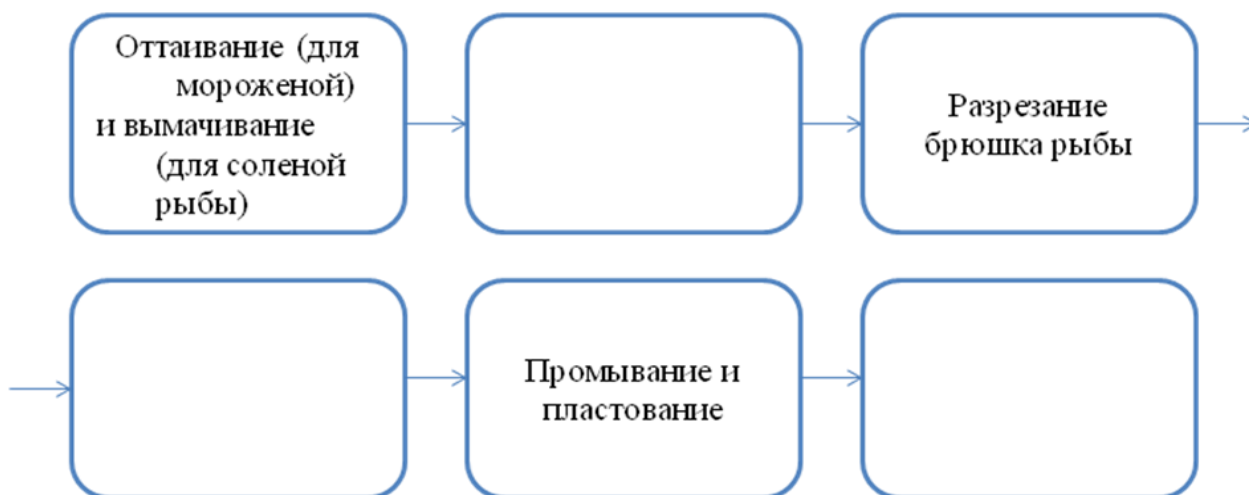 Оттаивание (для
мороженой)
и вымачивание
(для соленой
рыбы)
Разрезание
брюшка рыбы
Промывание и
пластование